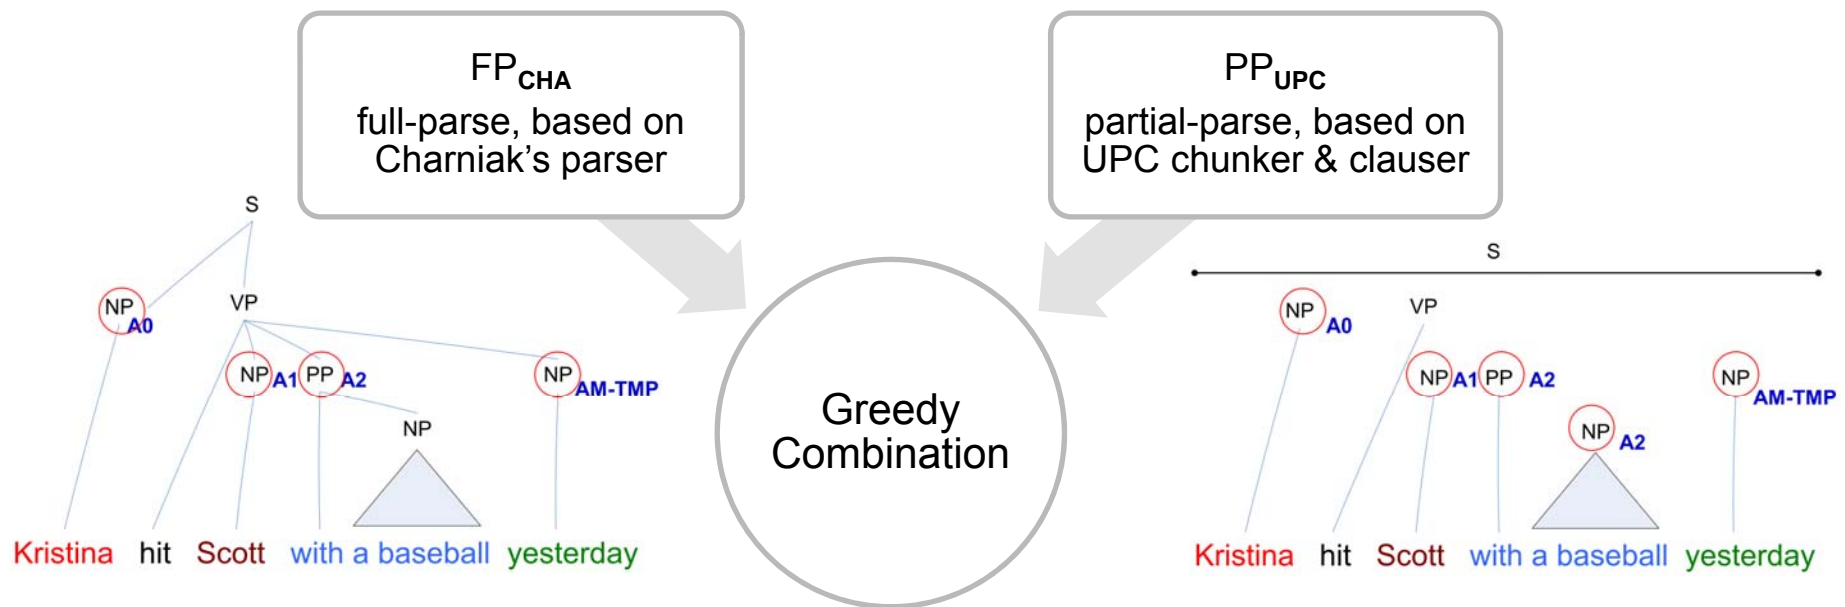 FPCHA
full-parse, based on
Charniak’s parser
PPUPC
partial-parse, based on
UPC chunker & clauser
S
NP
A0
VP
NP A1 PP A2
NP
AM-TMP
NP
Kristina hit Scott with a baseball yesterday
Greedy
Combination
S
NP
A0
VP
NP A1 PP A2
NP
AM-TMP
NP
A2
Kristina hit Scott with a baseball yesterday